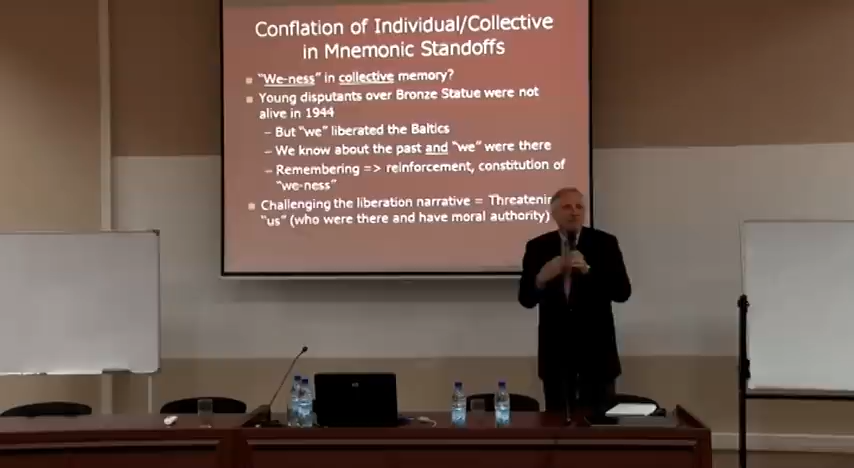 Conflation of Individual/Collective
in Mnemonic Standoffs
"We-ness" in collective memory?
Young disputants over Bronze Statue were not
alive in 1944
– But "we" liberated the Baltics
– We know about the past and "we" were there
– Remembering => reinforcement, constitution of
"we-ness"
Challenging the liberation narrative =
"us" (who were there and have moral authority)